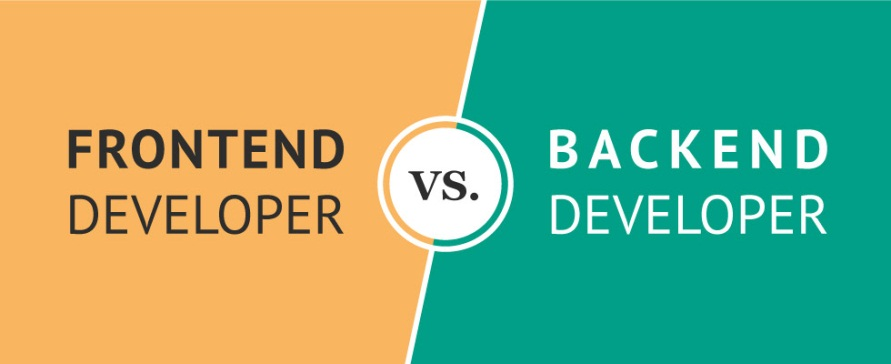 FRONTEND
DEVELOPER
vs.
BACKEND
DEVELOPER